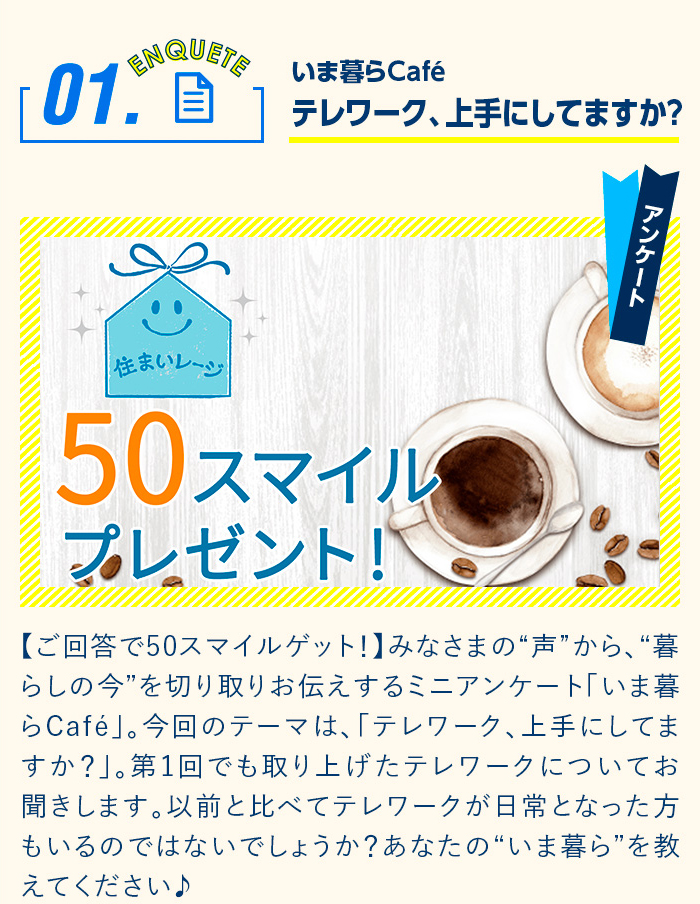 01.
ENQUETE
いま暮らCafé
テレワーク、上手にしてますか?
アンケート
住まいレージ
50スマイル
プレゼント!
【ご回答で50スマイルゲット!】みなさまの“声”から、“暮
らしの今”を切り取りお伝えするミニアンケート「いま暮
らCafé」。今回のテーマは、「テレワーク、上手にしてま
すか?」。第1回でも取り上げたテレワークについてお
聞きします。以前と比べてテレワークが日常となった方
もいるのではないでしょうか?あなたの“いま暮ら”を教
えてください♪